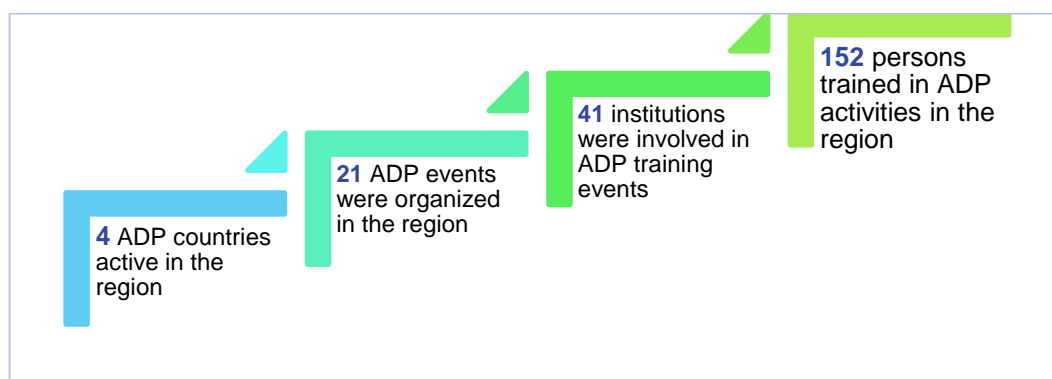 4 ADP countries
active in the
region
21 ADP events
were organized
in the region
41 institutions
were involved in
ADP training
events
152 persons
trained in ADP
activities in the
region